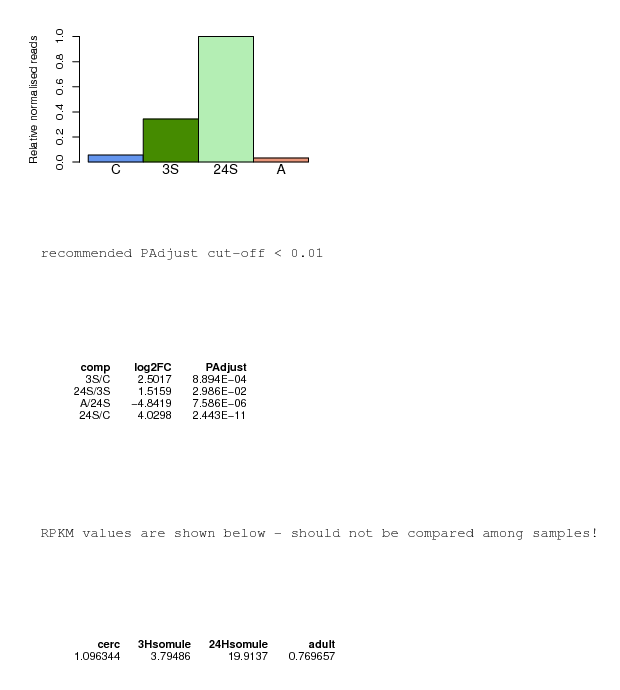 Relative normalised reads
1.0
0.8
0.6
0.4
0.2
0.0
C 3S 24S A
recommended PAdjust cut-off < 0.01
comp log2FC PAdjust
3S/C 2.5017 8.894E-04
24S/3S 1.5159 2.986E-02
A/24S -4.8419 7.586E-06
24S/C 4.0298 2.443E-11
RPKM values are shown below - should not be compared among samples!
cerc 3Hsomule 24Hsomule adult
1.096344 3.79486 19.9137 0.769657